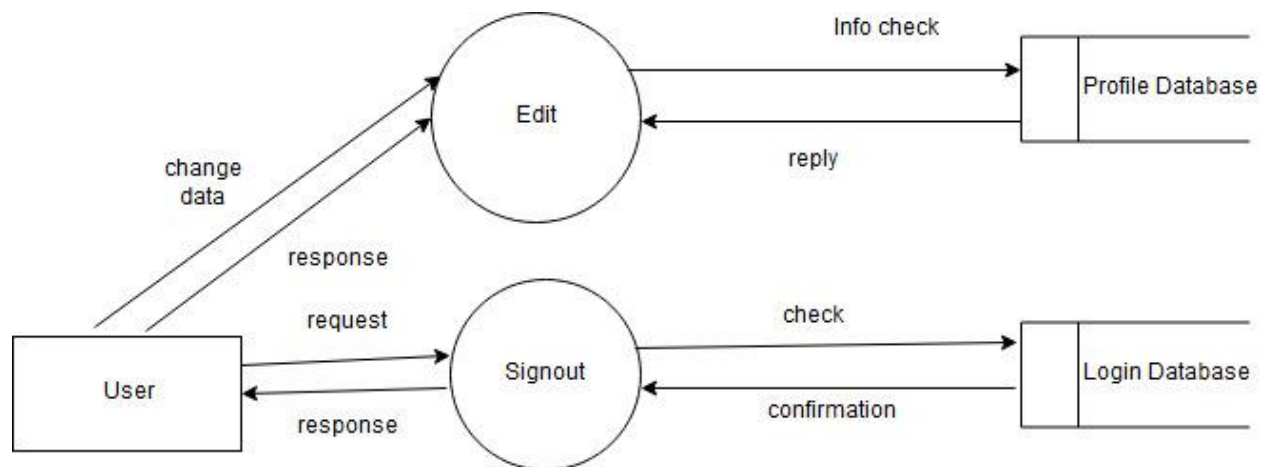 Info check
Profile Database
Edit
reply
change
data
response
request
check
Signout
Login Database
User
confirmation
response